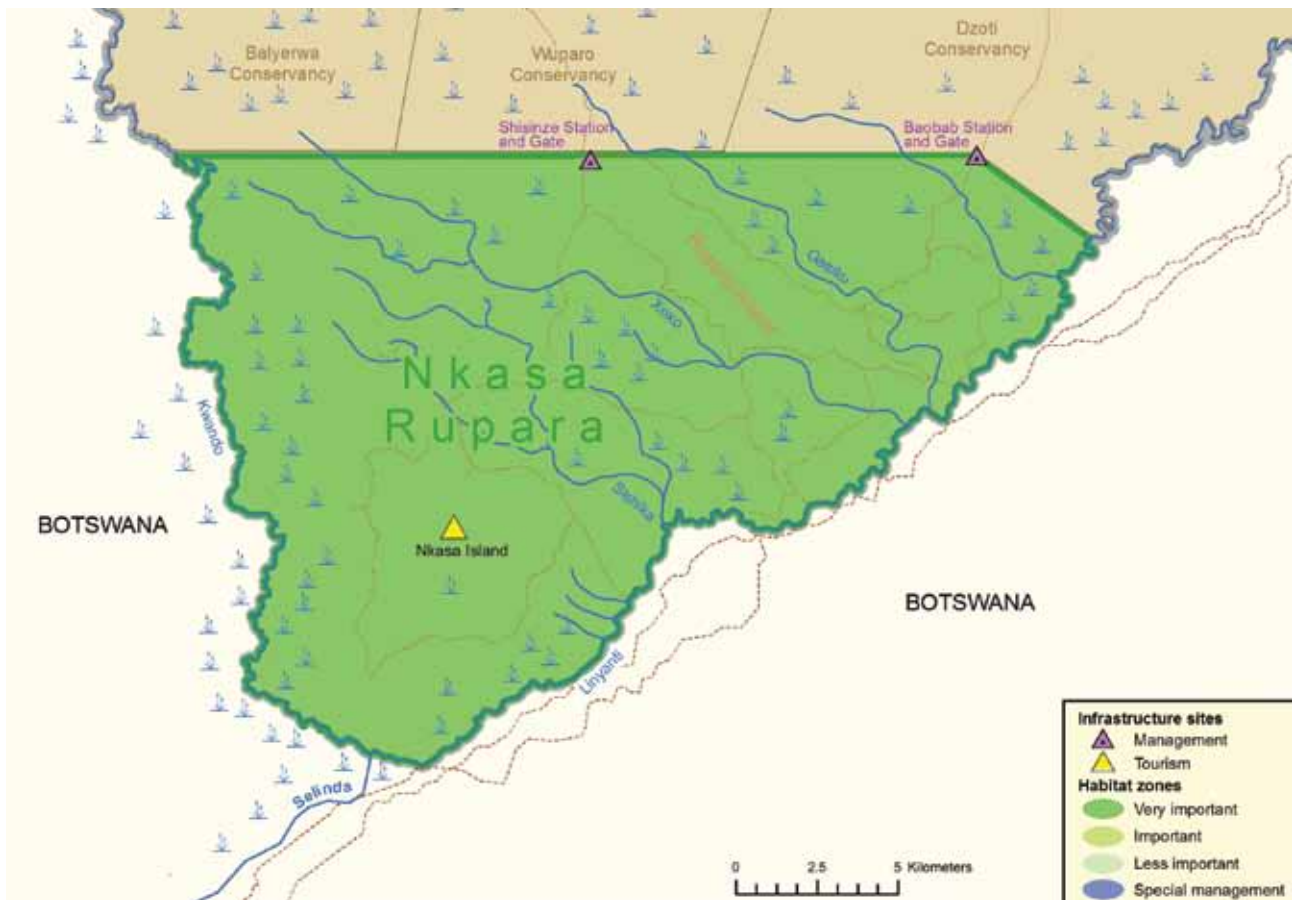 Balyerwa
Conservancy
Wuparo
Conservancy
Dzoti
Conservancy
Shisinze Station
and Gate
Baobab Station
and Gate
Xixiko
Nkasa
Rupara
Kwando
BOTSWANA
Nkasa Island
BOTSWANA
Linyanti
Selinda
0 2.5 5 Kilometers
Infrastructure sites
Management
Tourism
Habitat zones
Very important
Important
Less important
Special management